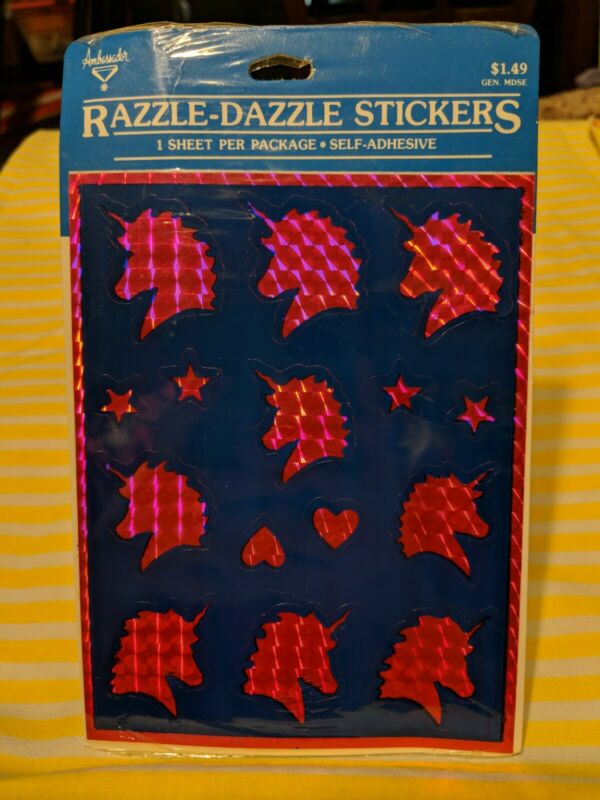 Ambassador
$1.49
GEN. MDSE
RAZZLE-DAZZLE STICKERS
1 SHEET PER PACKAGE • SELF-ADHESIVE